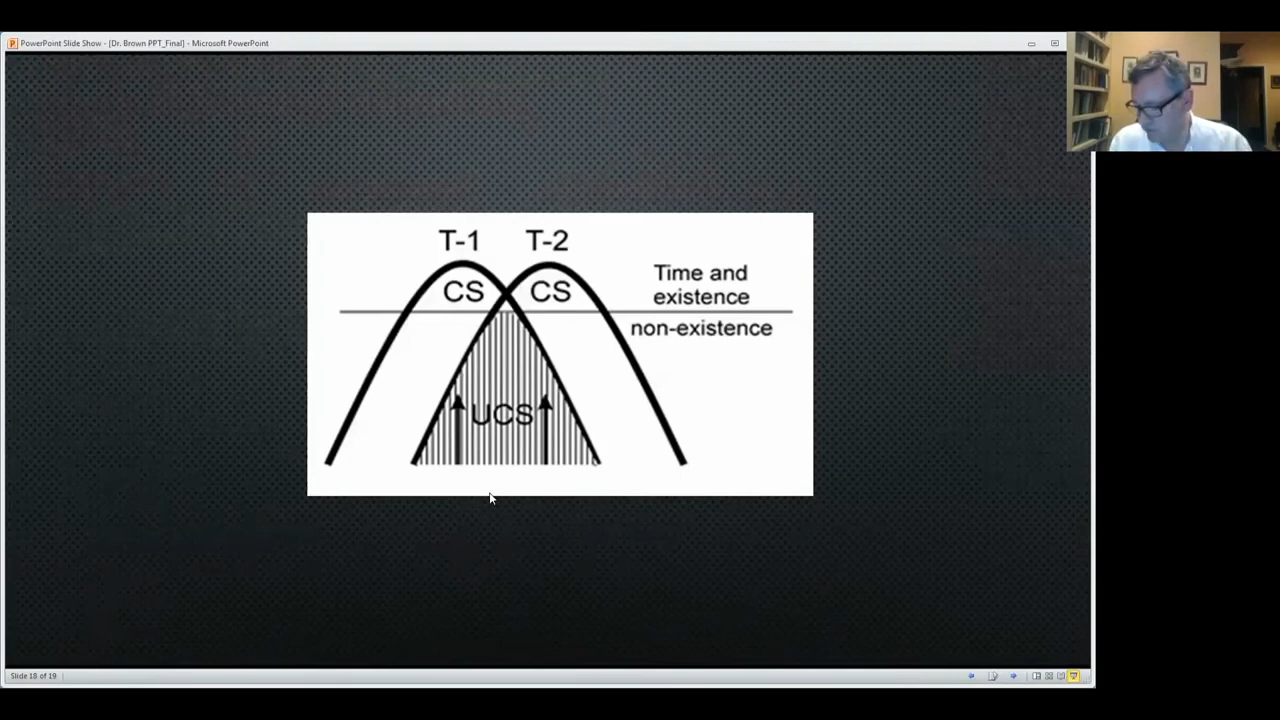 PowerPoint Slide Show - [Dr. Brown PPT_Final] - Microsoft PowerPoint
T-1 T-2
CS CS
Time and
existence
non-existence
UCS
Slide 18 of 19